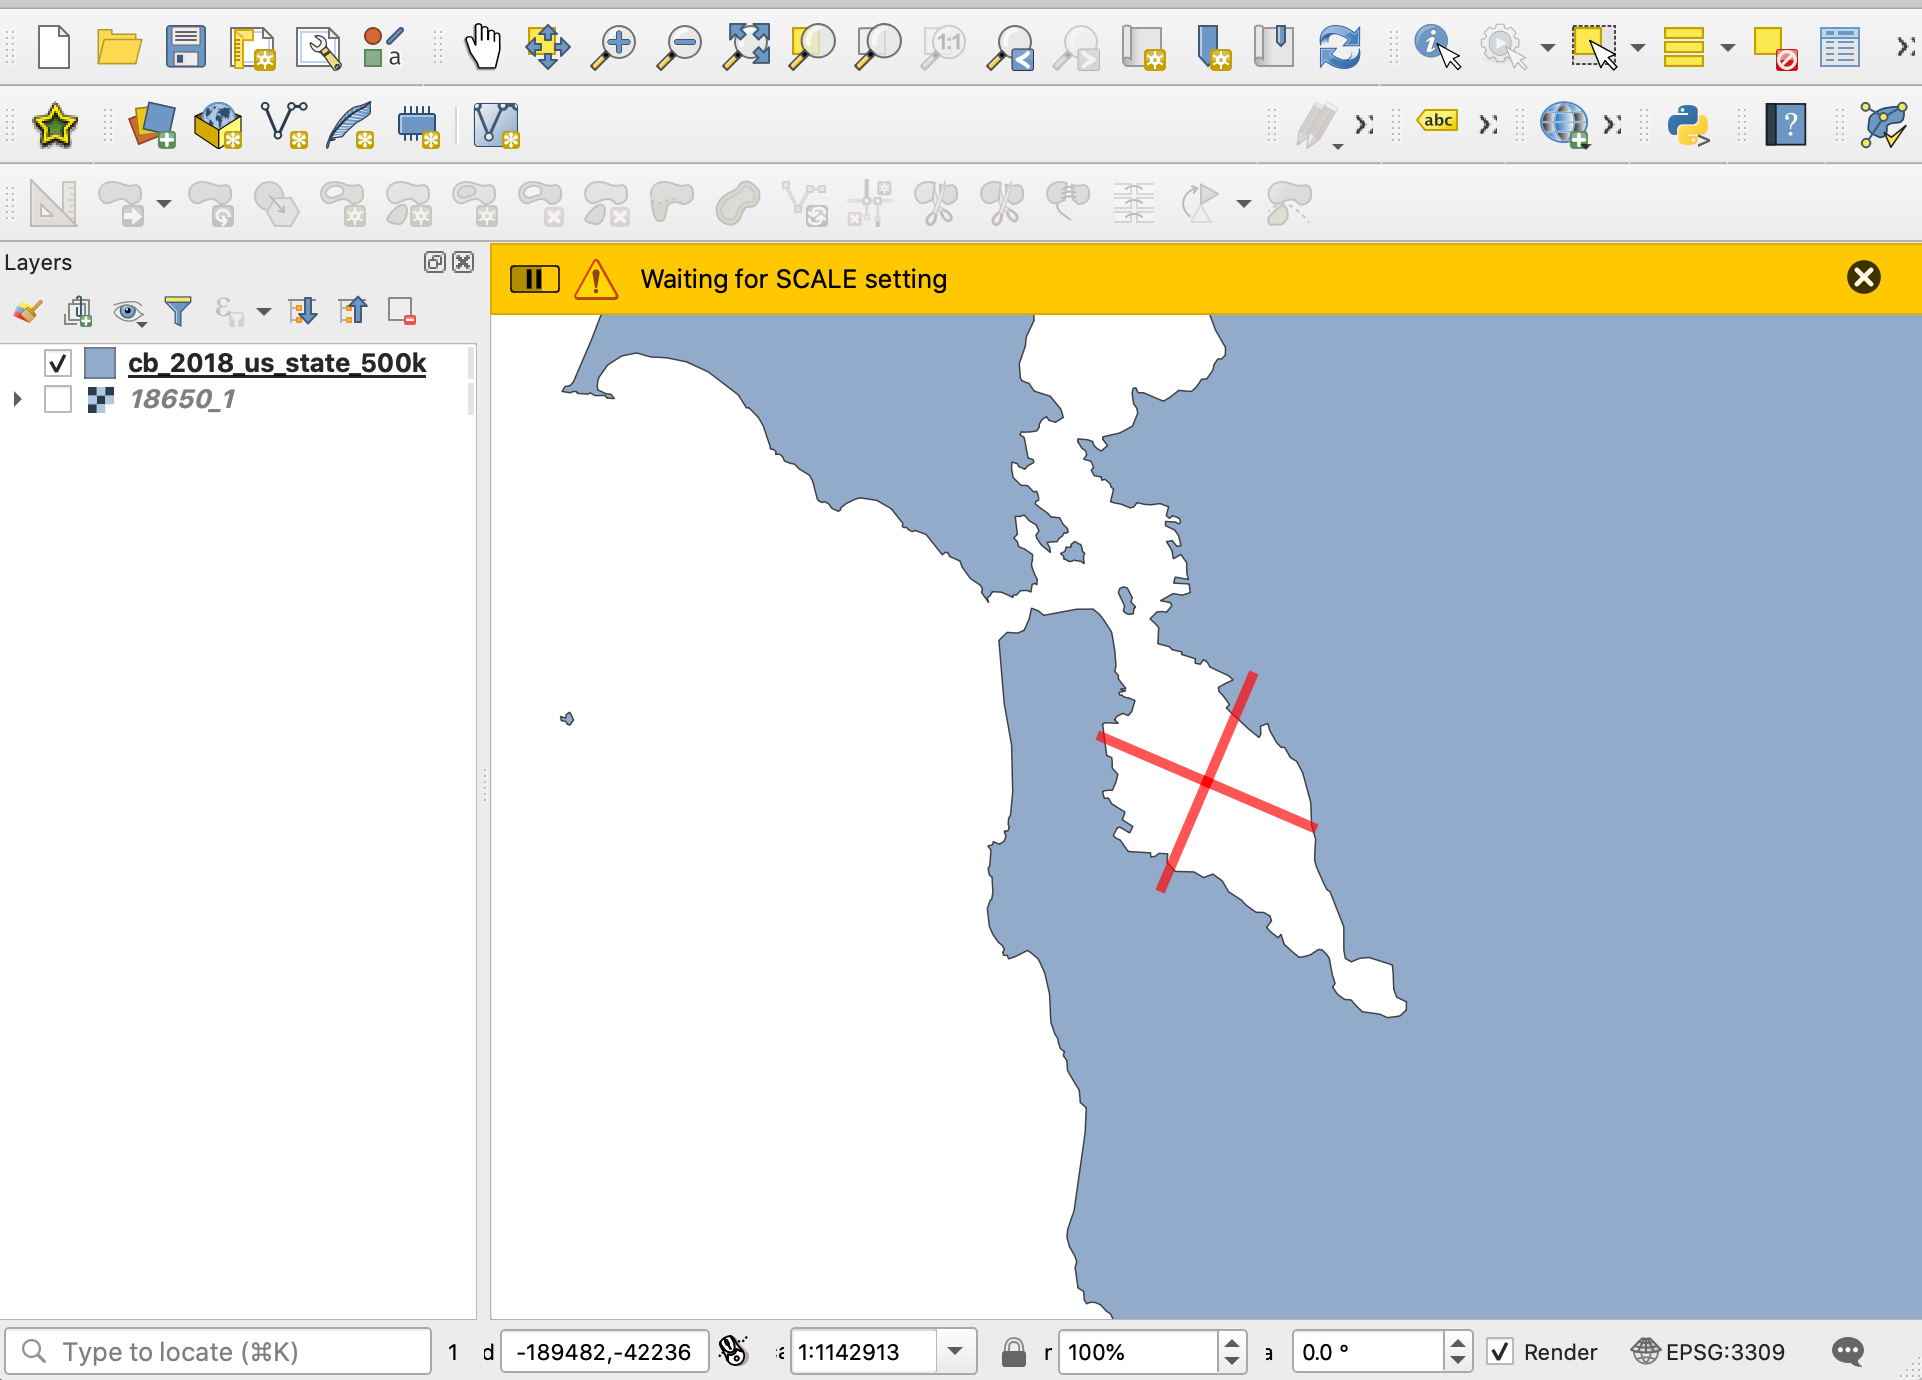 a
1:1
abc
?
Layers
Waiting for SCALE setting
cb_2018_us_state_500k
18650_1
Type to locate (⌘K)
1
d
-189482,-42236
1:1142913
r
100%
a
0.0 °
Render
EPSG:3309